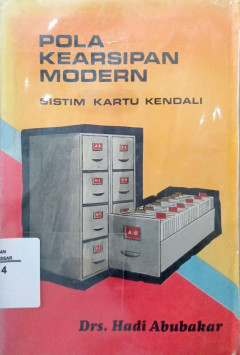 POLA
KEARSIPAN
MODERN
SISTIM KARTU KENDALI
4
Drs. Hadi Abubakar